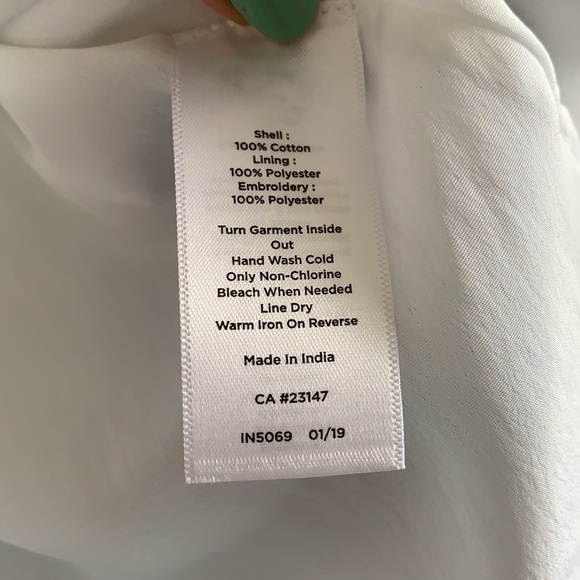 Shell :
100% Cotton
Lining :
100% Polyester
Embroidery :
100% Polyester
Turn Garment Inside
Out
Hand Wash Cold
Only Non-Chlorine
Bleach When Needed
Line Dry
Warm Iron On Reverse
Made In India
CA #23147
IN5069 01/19